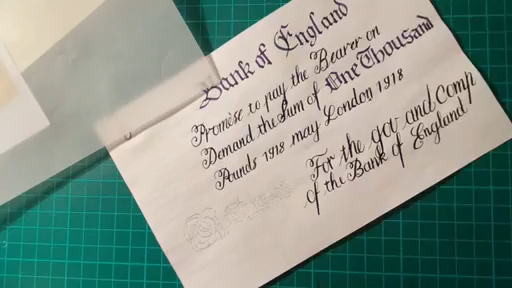 Bank of England
Promise to pay the Bearer on
Demand the Sum of One Thousand
Pounds 1918 may London 1918
For the gov and comp
of the Bank of England